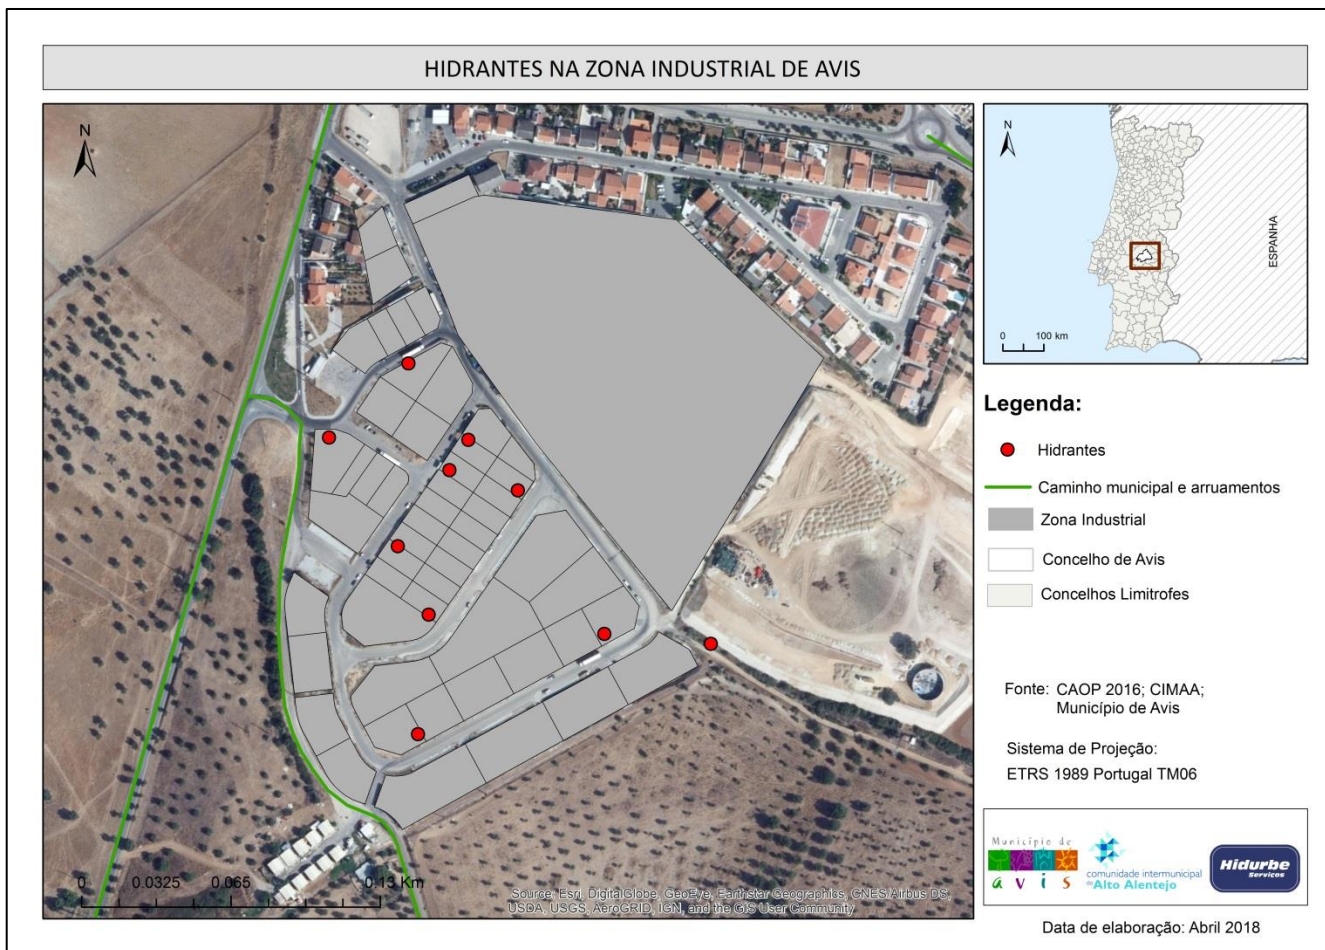 HIDRANTES NA ZONA INDUSTRIAL DE AVIS
N
0 0.0325 0.065 0.13 Km
Source: Esri, DigitalGlobe, GeoEye, Earthstar Geographics, CNES/Airbus DS,
USDA, USGS, AeroGRID, IGN, and the GIS User Community
N
ESPANHA
0 100 km
Legenda:
Hidrantes
Caminho municipal e arruamentos
Zona Industrial
Concelho de Avis
Concelhos Limitrofes
Fonte: CAOP 2016; CIMAA;
Município de Avis
Sistema de Projeção:
ETRS 1989 Portugal TM06
Município de
avis
comunidade intermunicipal
do Alto Alentejo
Hidurbe
Services
Data de elaboração: Abril 2018